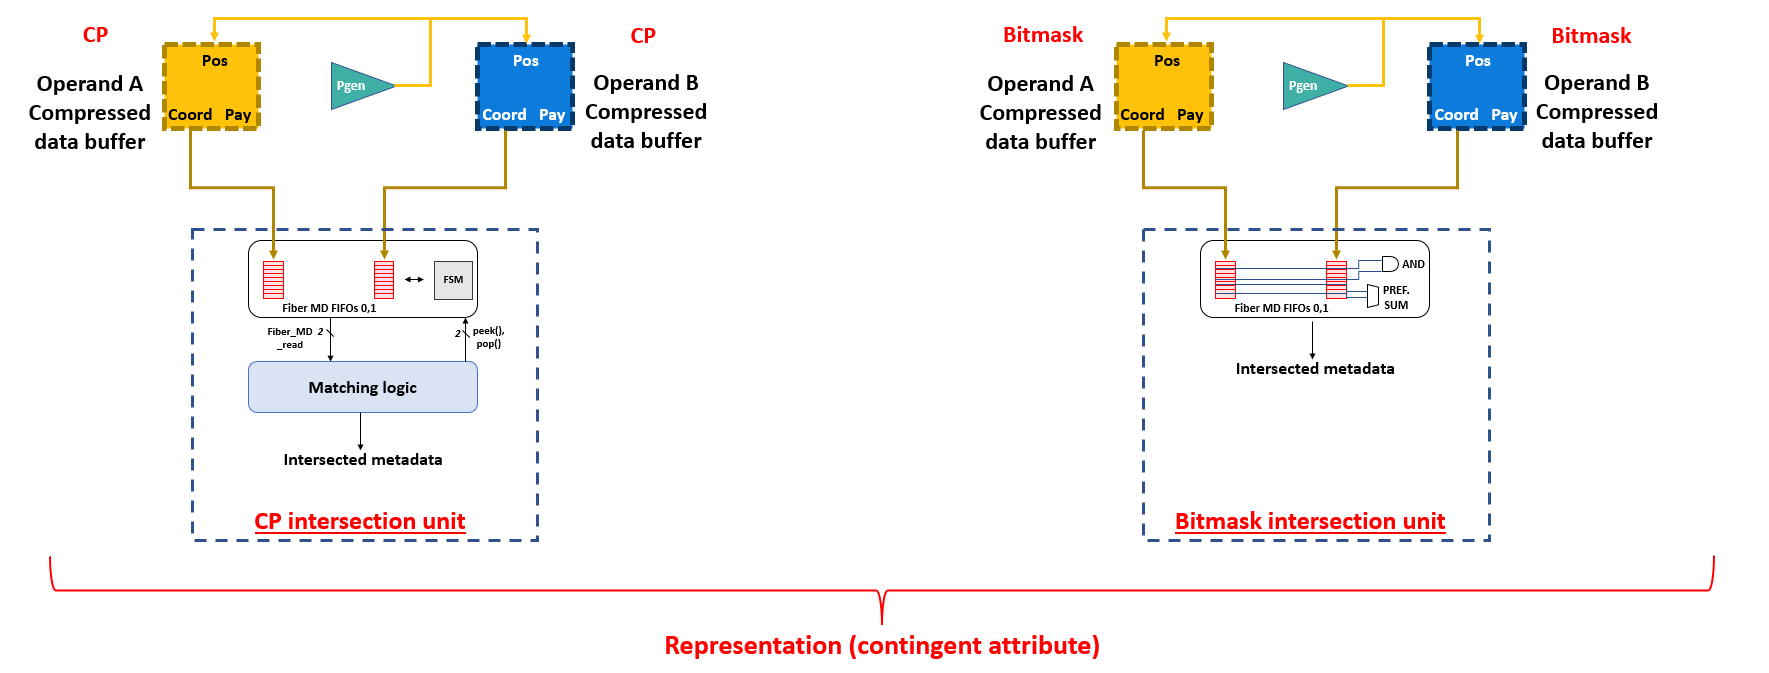 CP
Operand A
Compressed
data buffer
Pos
Coord Pay
Pgen
Pos
Coord Pay
CP
Operand B
Compressed
data buffer
FSM
Fiber MD FIFOs 0,1
Fiber_MD
_read
2
2
peek(),
pop()
Matching logic
Intersected metadata
CP intersection unit
Bitmask
Operand A
Compressed
data buffer
Pos
Coord Pay
Pgen
Pos
Coord Pay
Bitmask
Operand B
Compressed
data buffer
AND
PREF.
SUM
Fiber MD FIFOs 0,1
Intersected metadata
Bitmask intersection unit
Representation (contingent attribute)